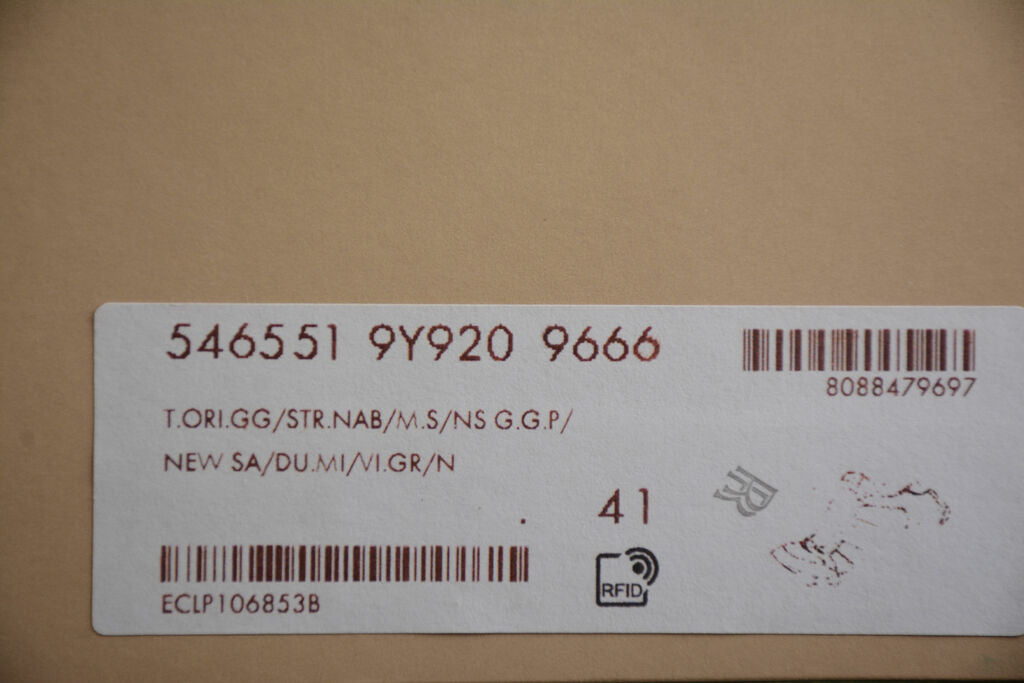 546551 9Y920 9666
8088479697
T.ORI.GG/STR.NAB/M.S/NS G.G.P/
NEW SA/DU.MI/VI.GR/N
. 41
ECLP106853B
RFID